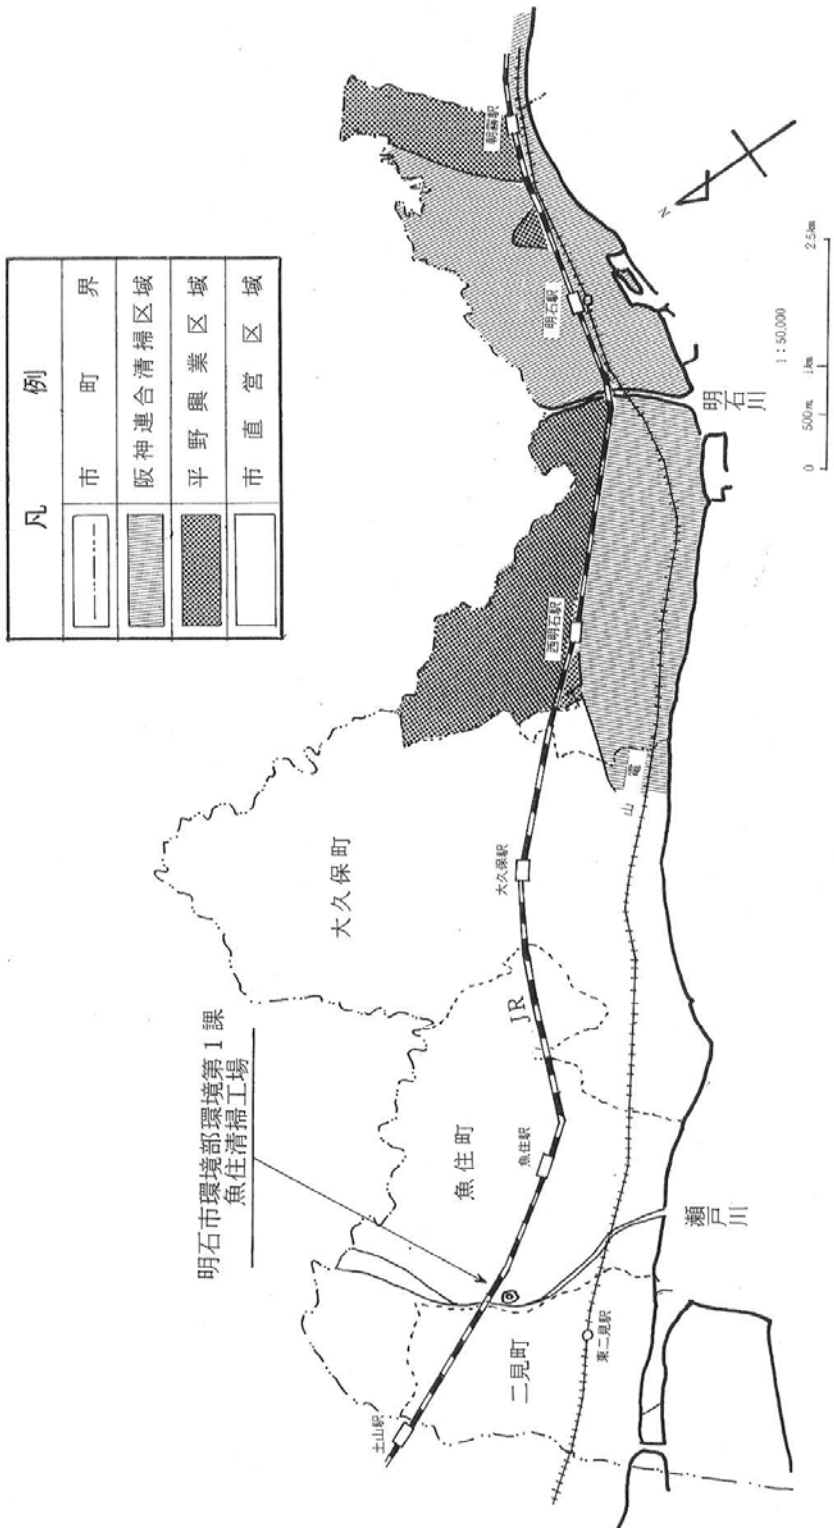 凡例
市町界
阪神連合清掃区域
平野興業区域
市直営区域
明石市環境部環境第1課
魚住清掃工場
土山駅
二見町
東二見駅
瀬戸川
魚住町
魚住駅
JR
大久保町
大久保駅
山電
西明石駅
明石川
明石駅
朝霧駅
N
0 500m 1km 2.5km
1:50,000